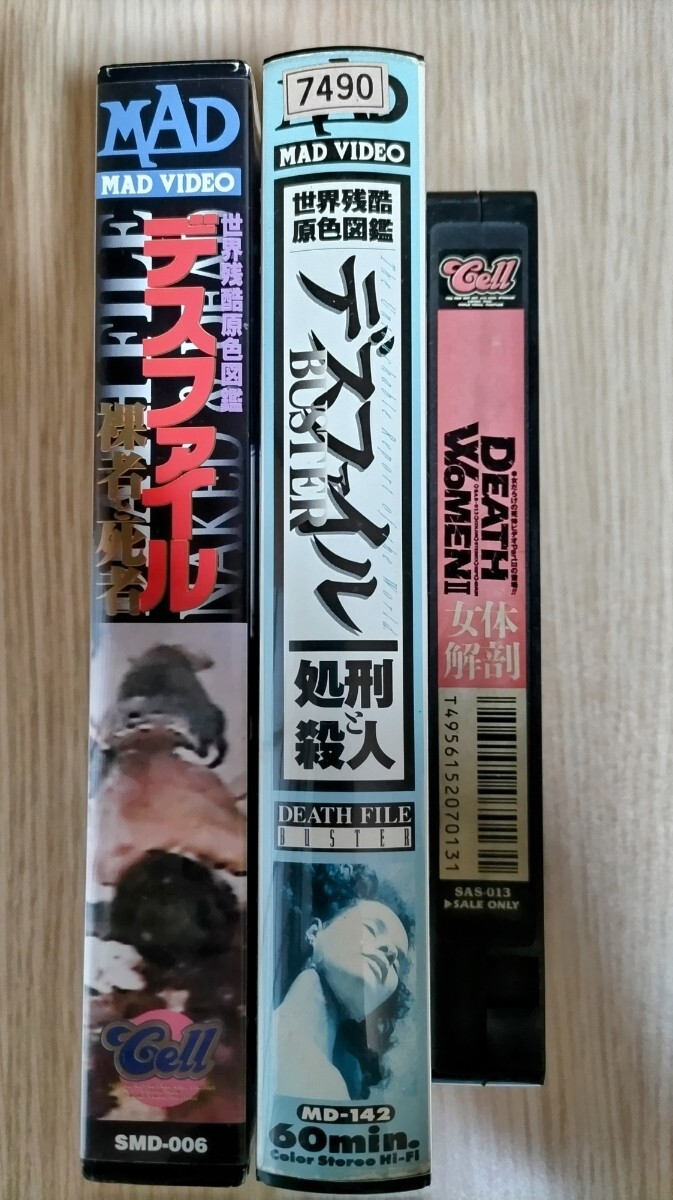 MAD
MAD VIDEO
世界残酷原色図鑑
デスファイル
裸者と死者
Cell
SMD-006
7490
MAD VIDEO
世界残酷
原色図鑑
デスファイル
BUSTER
処刑と殺人
DEATH FILE
BUSTER
MD-142
60min.
Color Stereo Hi-Fi
Cell
DEATH
WOMEN II
女体
解剖
T4956152070131
SAS-013
▶SALE ONLY